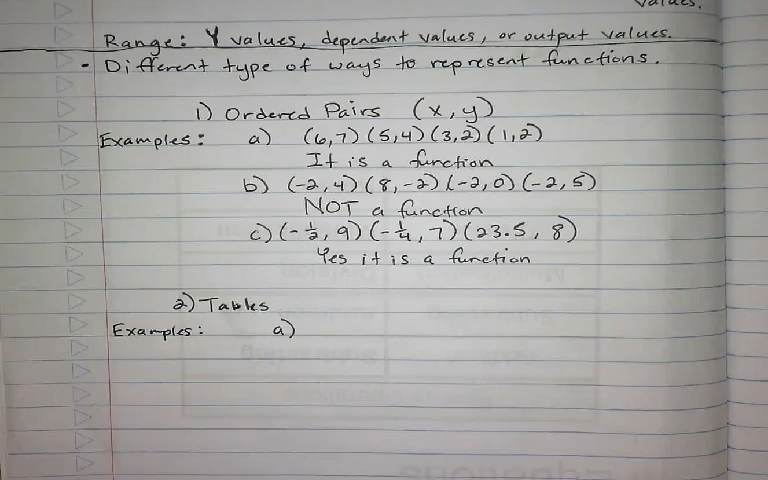 values.
Range: Y values, dependent values, or output values.
- Different type of ways to represent functions.
1) Ordered Pairs (x,y)
Examples: a) (6,7) (5,4) (3,2) (1,2)
It is a function
b) (-2,4) (8,-2) (-2,0) (-2,5)
NOT a function
c) (-1/2, 9) (-1/4, 7) (23.5, 8)
Yes it is a function
2) Tables
Examples: a)